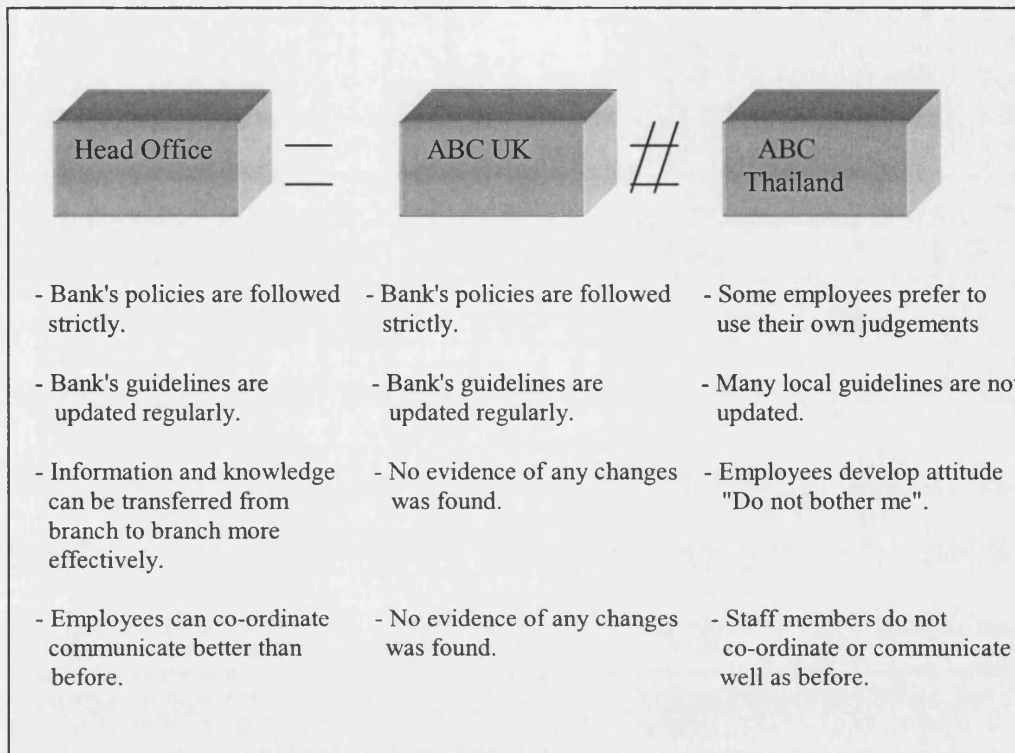 Head Office
=
ABC UK
#
ABC
Thailand
- Bank's policies are followed
strictly.
- Bank's guidelines are
updated regularly.
- Information and knowledge
can be transferred from
branch to branch more
effectively.
- Employees can co-ordinate
communicate better than
before.
- Bank's policies are followed
strictly.
- Bank's guidelines are
updated regularly.
- No evidence of any changes
was found.
- No evidence of any changes
was found.
- Some employees prefer to
use their own judgements
- Many local guidelines are not
updated.
- Employees develop attitude
"Do not bother me".
- Staff members do not
co-ordinate or communicate
well as before.